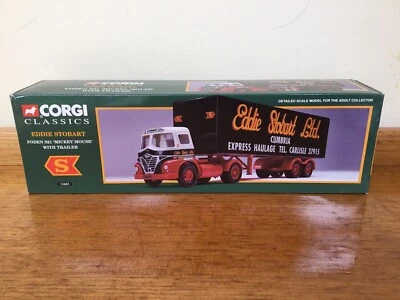 CORGI
CLASSICS
EDDIE STOBART
FODEN S21 'MICKEY MOUSE'
WITH TRAILER
S
DETAILED SCALE MODEL FOR THE ADULT COLLECTOR
Eddie Stobart Ltd.
CUMBRIA
EXPRESS HAULAGE TEL. CARLISLE 37915